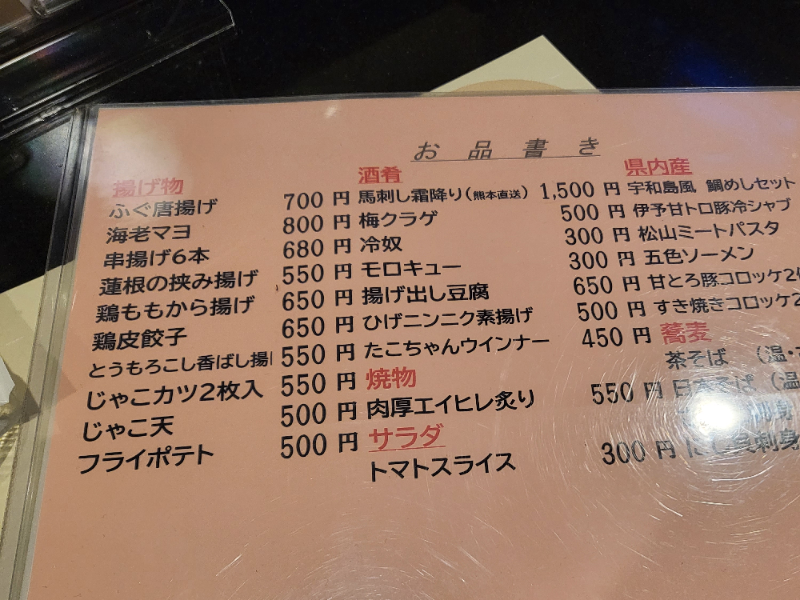 お品書き
揚げ物
ふぐ唐揚げ 700円
海老マヨ 800円
串揚げ6本 680円
蓮根の挟み揚げ 550円
鶏ももから揚げ 650円
鶏皮餃子 650円
とうもろこし香ばし揚 550円
じゃこカツ2枚入 550円
じゃこ天 500円
フライポテト 500円
酒肴
馬刺し霜降り(熊本直送) 1,500円
梅クラゲ 500円
冷奴 300円
モロキュー 300円
揚げ出し豆腐 650円
ひげニンニク素揚げ 500円
たこちゃんウインナー 450円
焼物
肉厚エイヒレ炙り 550円
サラダ
トマトスライス 300円
県内産
宇和島風 鯛めしセット
伊予甘トロ豚冷シャブ
松山ミートパスタ
五色ソーメン
甘とろ豚コロッケ2
すき焼きコロッケ2
蕎麦
茶そば (温・
日本そば (温
刺身